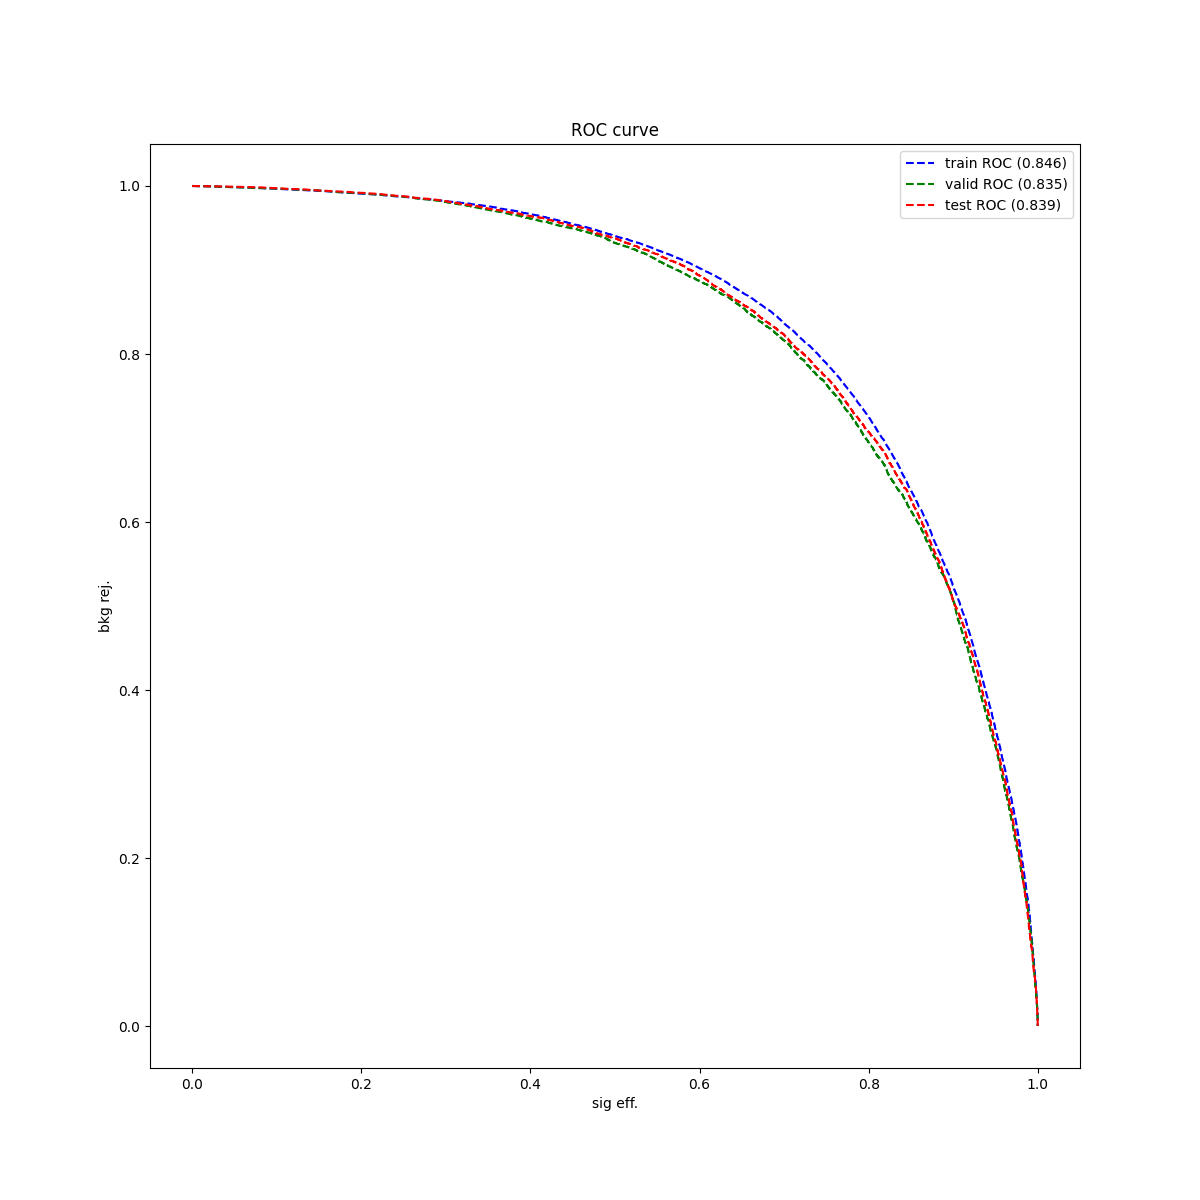 ROC curve
train ROC (0.846)
valid ROC (0.835)
test ROC (0.839)
1.0
0.8
0.6
0.4
0.2
0.0
bkg rej.
0.0 0.2 0.4 0.6 0.8 1.0
sig eff.